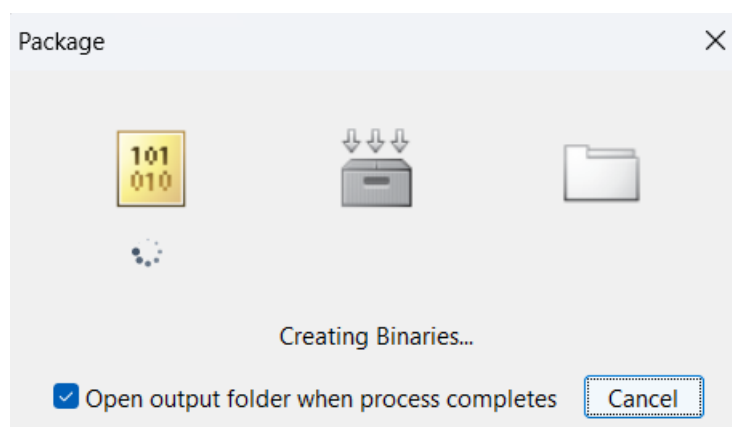 Package
101
010
Creating Binaries...
Open output folder when process completes
Cancel